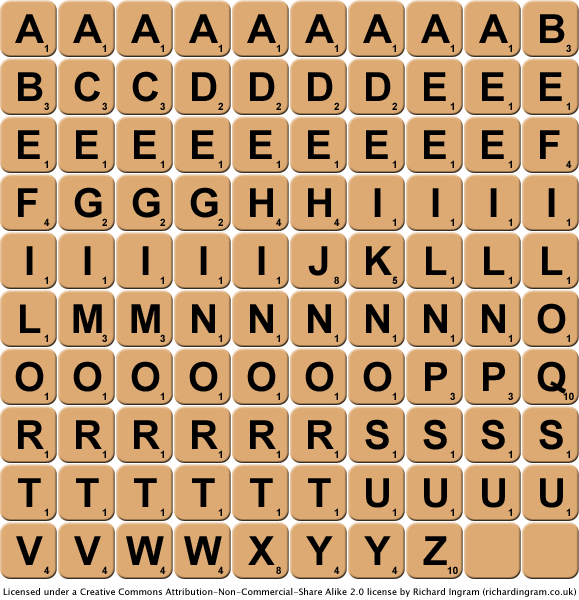 A1 A1 A1 A1 A1 A1 A1 A1 A1 B3
B3 C3 C3 D2 D2 D2 D2 E1 E1 E1
E1 E1 E1 E1 E1 E1 E1 E1 E1 F4
F4 G2 G2 G2 H4 H4 I1 I1 I1 I1
I1 I1 I1 I1 I1 J8 K5 L1 L1 L1
L1 M3 M3 N1 N1 N1 N1 N1 N1 O1
O1 O1 O1 O1 O1 O1 O1 P3 P3 Q10
R1 R1 R1 R1 R1 R1 S1 S1 S1 S1
T1 T1 T1 T1 T1 T1 U1 U1 U1 U1
V4 V4 W4 W4 X8 Y4 Y4 Z10
Licensed under a Creative Commons Attribution-Non-Commercial-Share Alike 2.0 license by Richard Ingram (richardingram.co.uk)